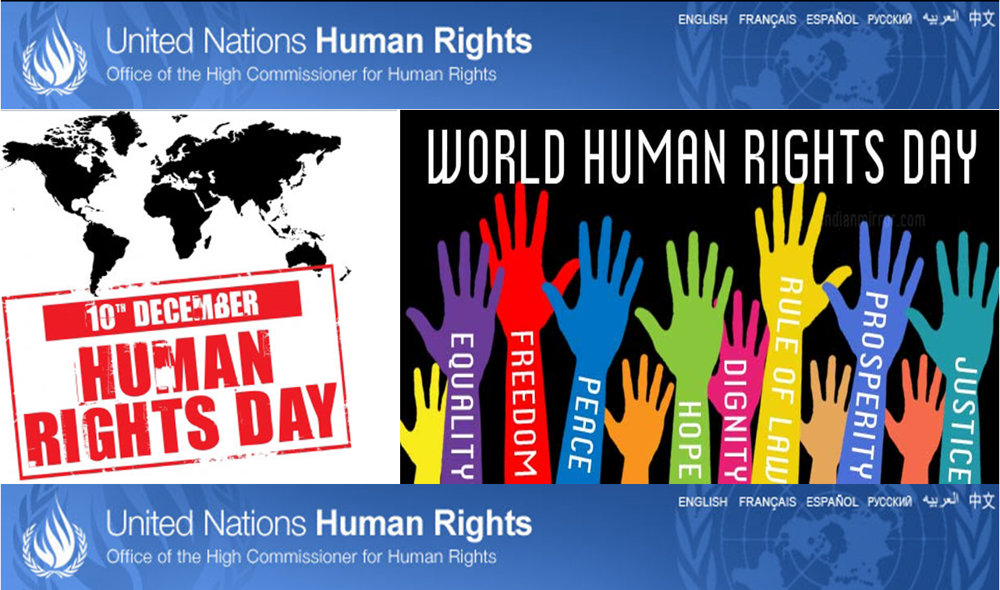 ENGLISH FRANÇAIS ESPAÑOL РУССКИЙ العربية 中文
United Nations Human Rights
Office of the High Commissioner for Human Rights
10TH DECEMBER
HUMAN
RIGHTS DAY
WORLD HUMAN RIGHTS DAY
indianmirror.com
EQUALITY
FREEDOM
PEACE
HOPE
DIGNITY
RULE OF LAW
PROSPERITY
JUSTICE
ENGLISH FRANÇAIS ESPAÑOL РУССКИЙ العربية 中文
United Nations Human Rights
Office of the High Commissioner for Human Rights